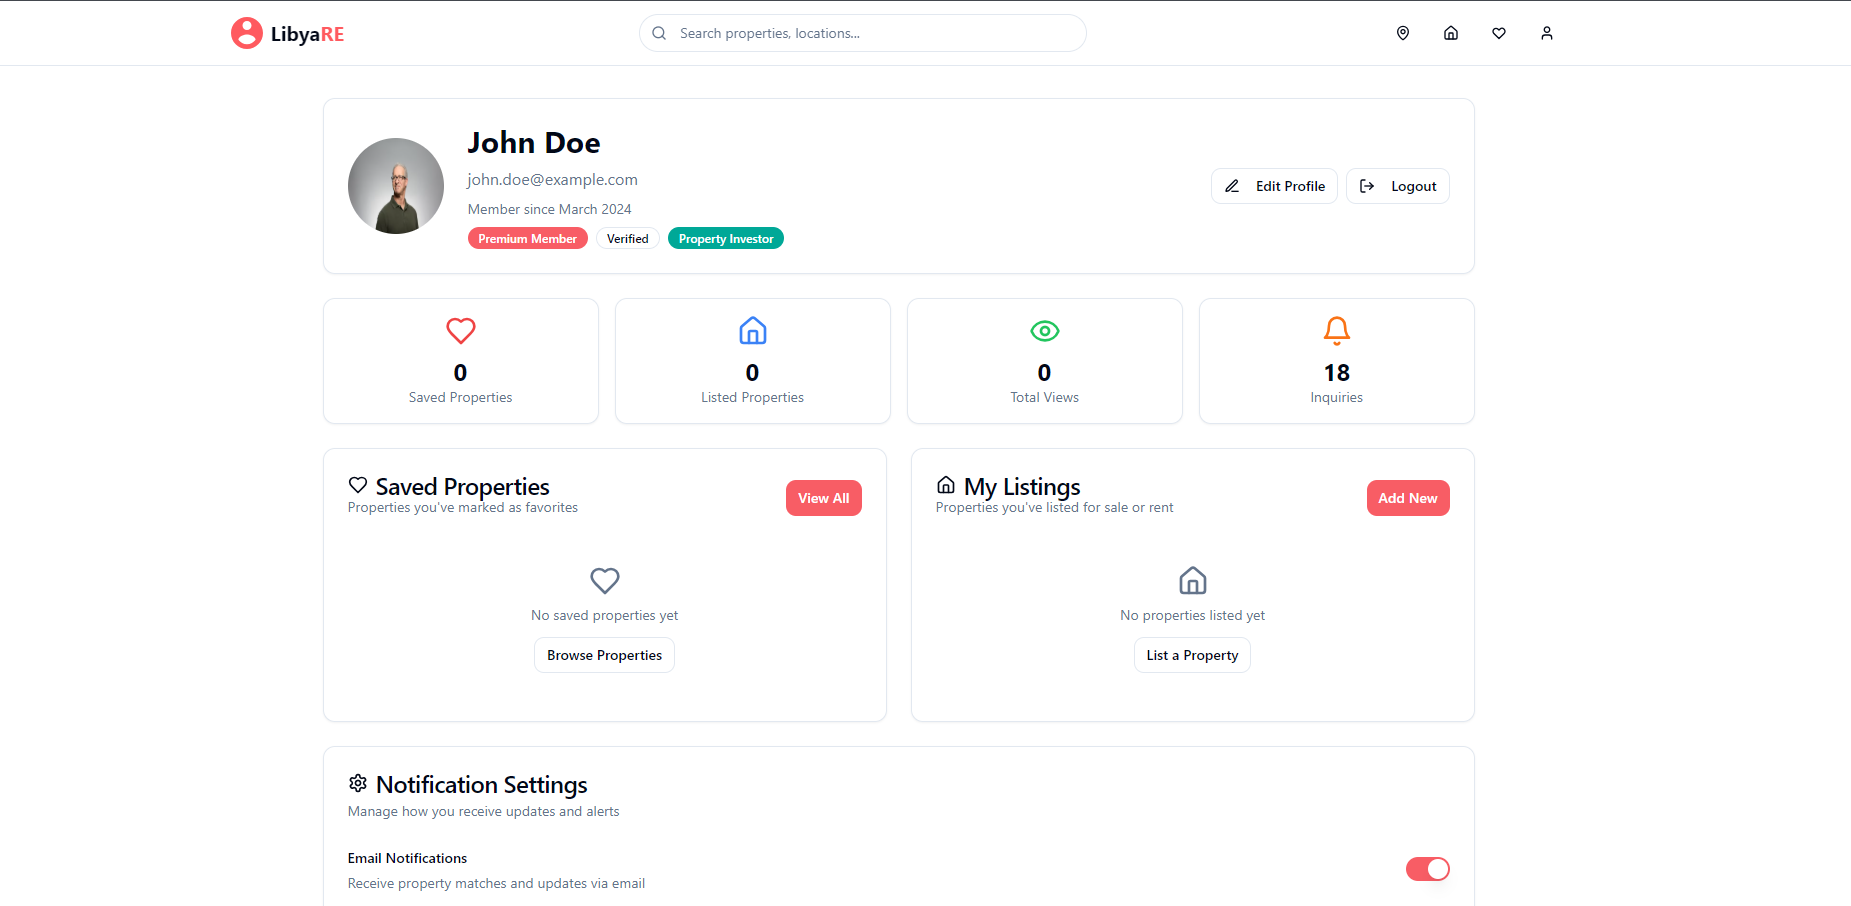 LibyaRE
Search properties, locations...
John Doe
john.doe@example.com
Member since March 2024
Premium Member
Verified
Property Investor
Edit Profile
Logout
0
Saved Properties
0
Listed Properties
0
Total Views
18
Inquiries
Saved Properties
Properties you've marked as favorites
View All
No saved properties yet
Browse Properties
My Listings
Properties you've listed for sale or rent
Add New
No properties listed yet
List a Property
Notification Settings
Manage how you receive updates and alerts
Email Notifications
Receive property matches and updates via email